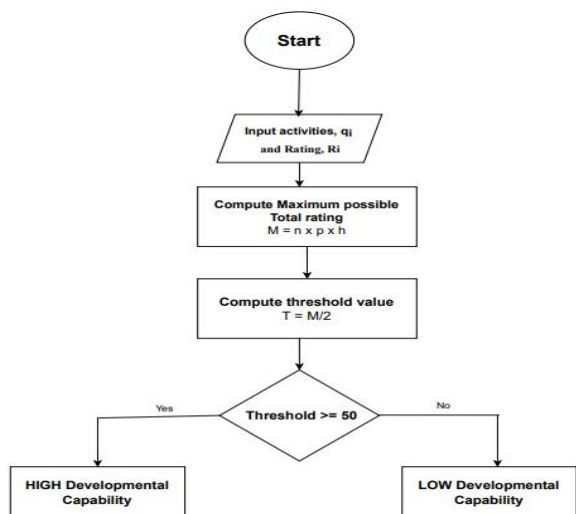 Start
Input activities, qi
and Rating, Ri
Compute Maximum possible
Total rating
M = n x p x h
Compute threshold value
T = M/2
Yes
Threshold >= 50
No
HIGH Developmental
Capability
LOW Developmental
Capability